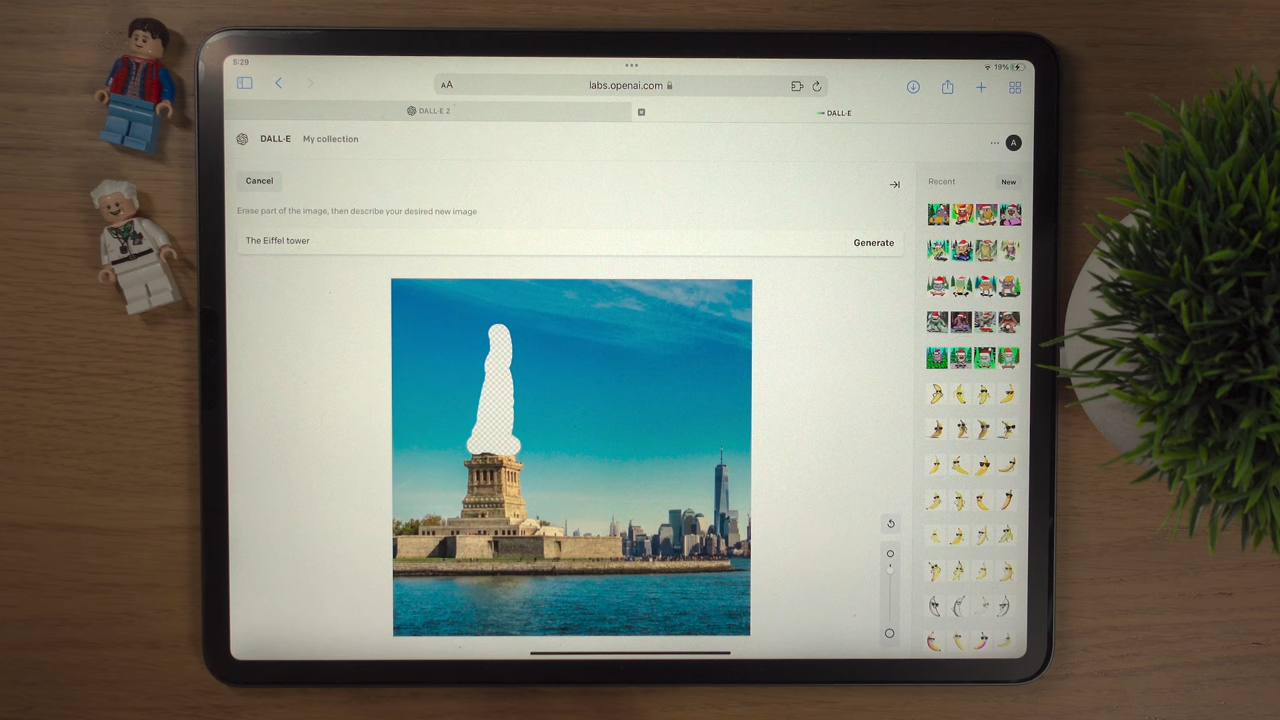 5:29
19%
AA
labs.openai.com
DALL·E 2
DALL·E
DALL·E My collection
A
Cancel
Recent
New
Erase part of the image, then describe your desired new image
The Eiffel tower
Generate